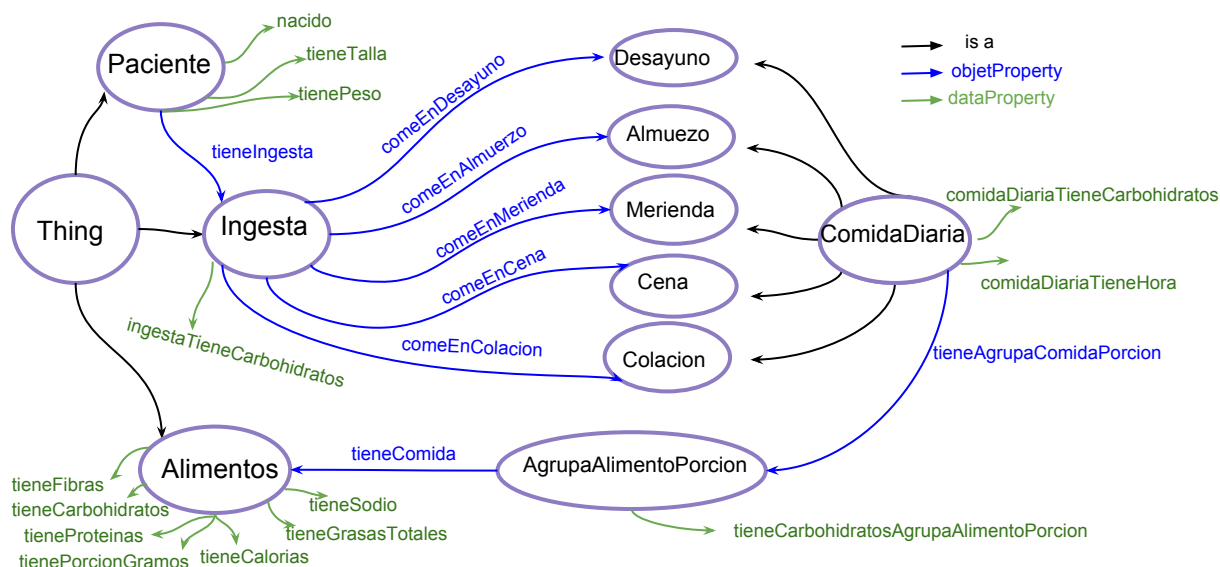 nacido
Paciente
tieneTalla
tienePeso
Desayuno
is a
objetProperty
dataProperty
comeEnDesayuno
tieneIngesta
Almuezo
comeEnAlmuerzo
Thing
Ingesta
comeEnMerienda
Merienda
ComidaDiaria
comidaDiariaTieneCarbohidratos
comeEnCena
Cena
comidaDiariaTieneHora
ingestaTieneCarbohidratos
comeEnColacion
Colacion
tieneAgrupaComidaPorcion
Alimentos
tieneComida
AgrupaAlimentoPorcion
tieneFibras
tieneCarbohidratos
tieneSodio
tieneProteinas
tieneGrasasTotales
tienePorcionGramos
tieneCalorias
tieneCarbohidratosAgrupaAlimentoPorcion